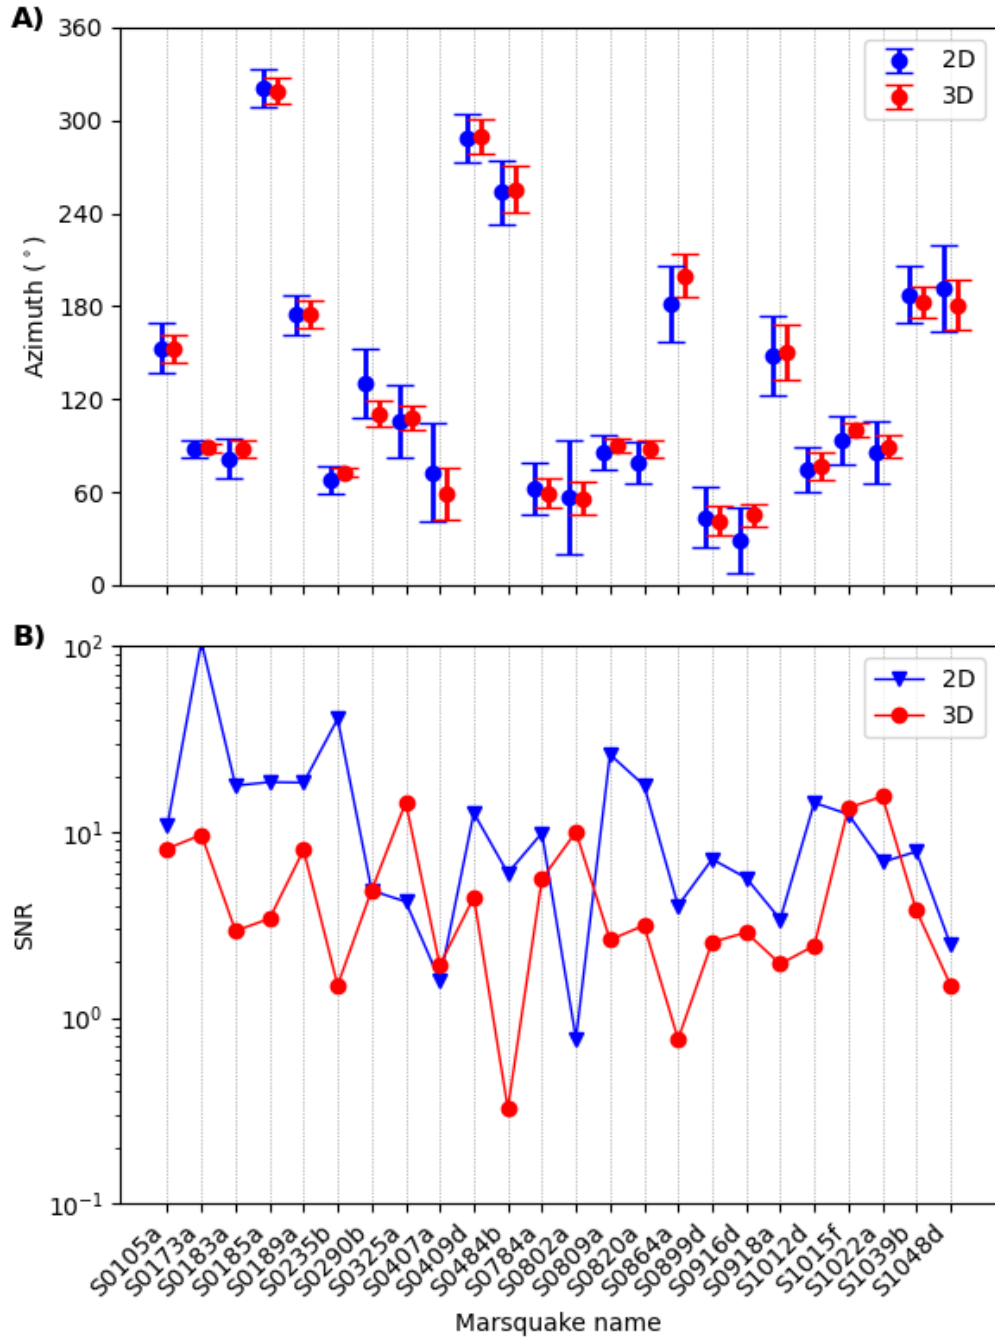 A)
360
300
240
180
120
60
0
Azimuth (°)
2D
3D
B)
10²
10¹
10⁰
10⁻¹
SNR
2D
3D
S0105a
S0173a
S0183a
S0185a
S0189a
S0235b
S0290b
S0325a
S0407a
S0409d
S0484b
S0784a
S0802a
S0809a
S0820a
S0864a
S0899d
S0916d
S0918a
S1012d
S1015f
S1022a
S1039b
S1048d
Marsquake name